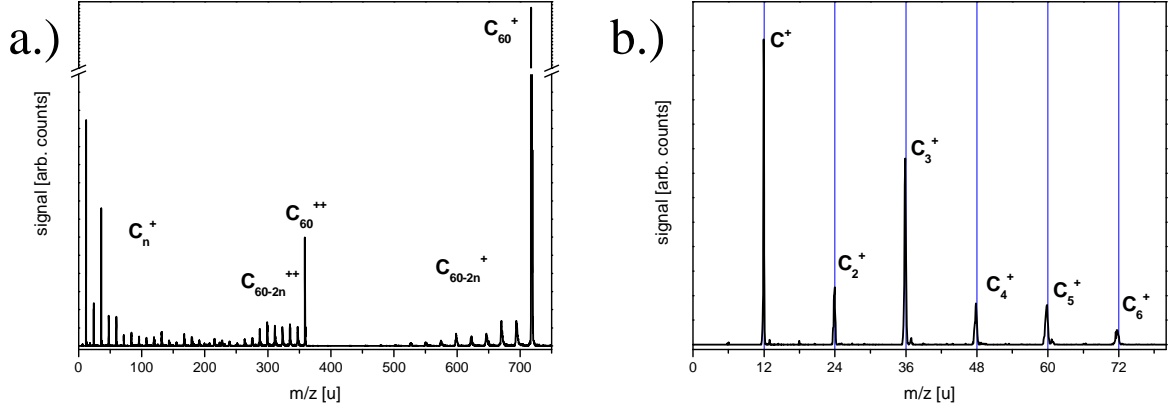 a.)
C60+
Cn+
C60++
C60-2n++
C60-2n+
signal [arb. counts]
0 100 200 300 400 500 600 700
m/z [u]
b.)
C+
C3+
C2+
C4+
C5+
C6+
signal [arb. counts]
0 12 24 36 48 60 72
m/z [u]